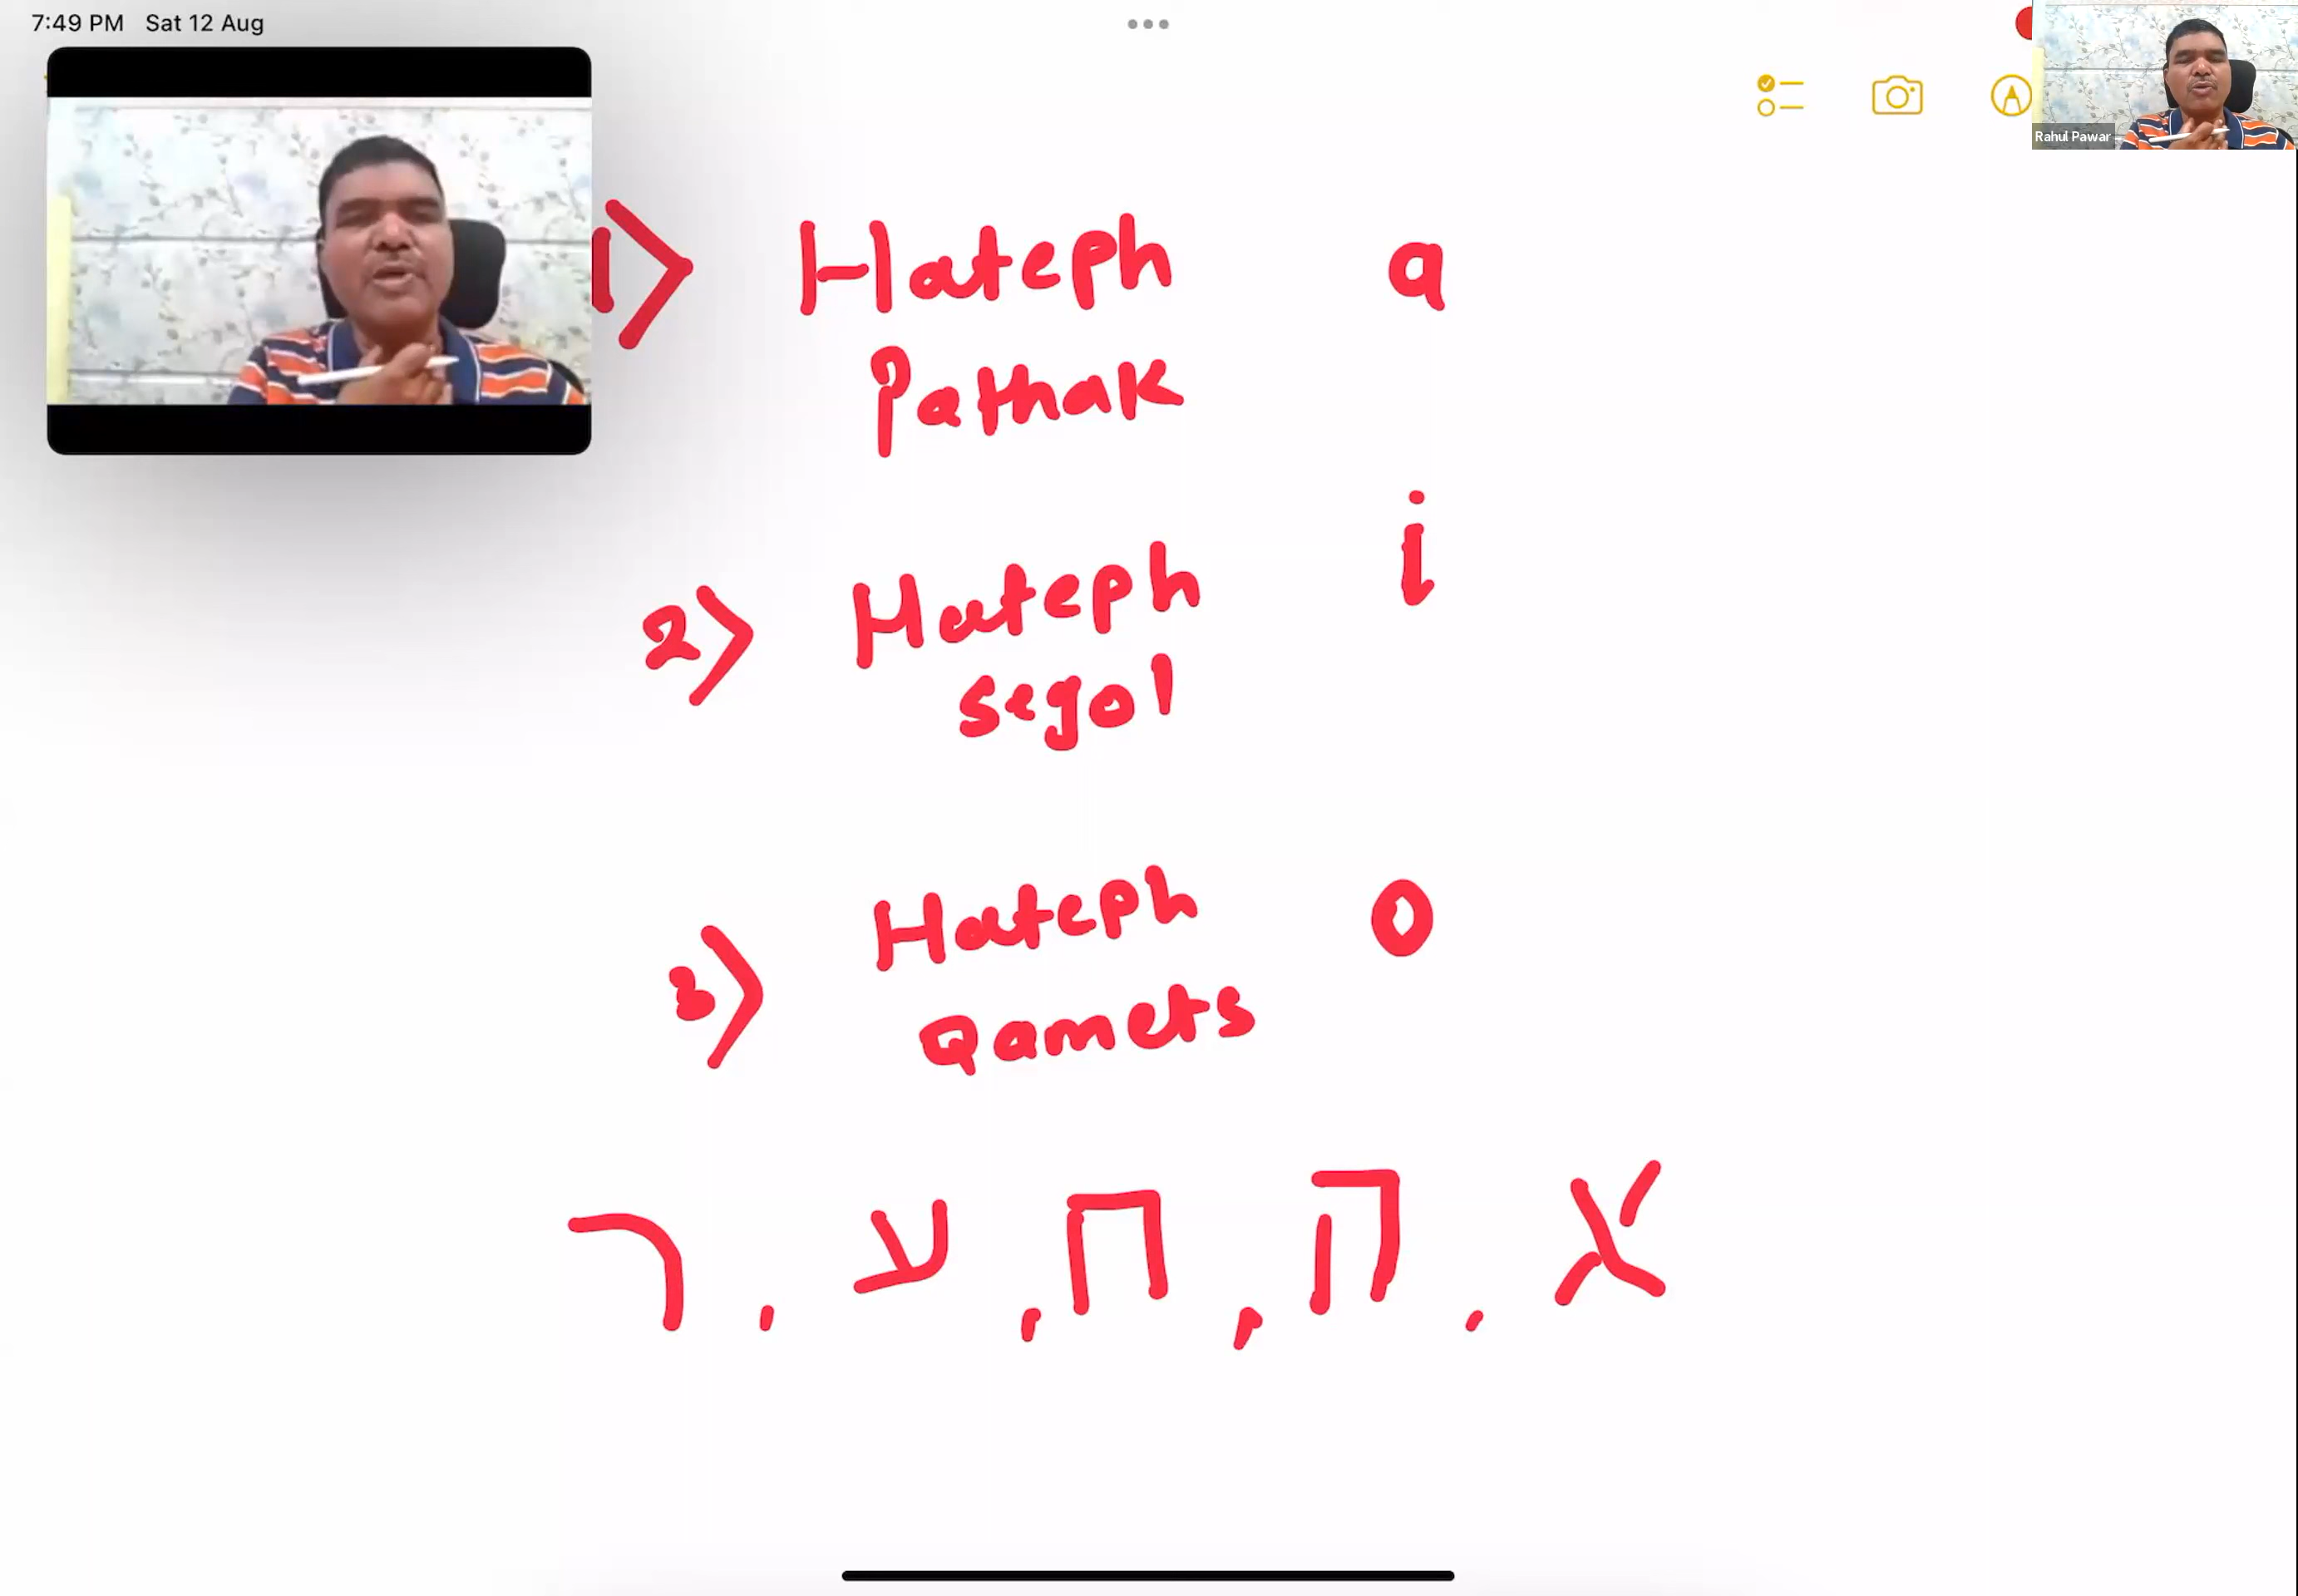 7:49 PM Sat 12 Aug
Rahul Pawar
1> Hateph a
Pathak
2> Hateph i
segol
3> Hateph o
Qamets
א , ה , ח , ע , ר